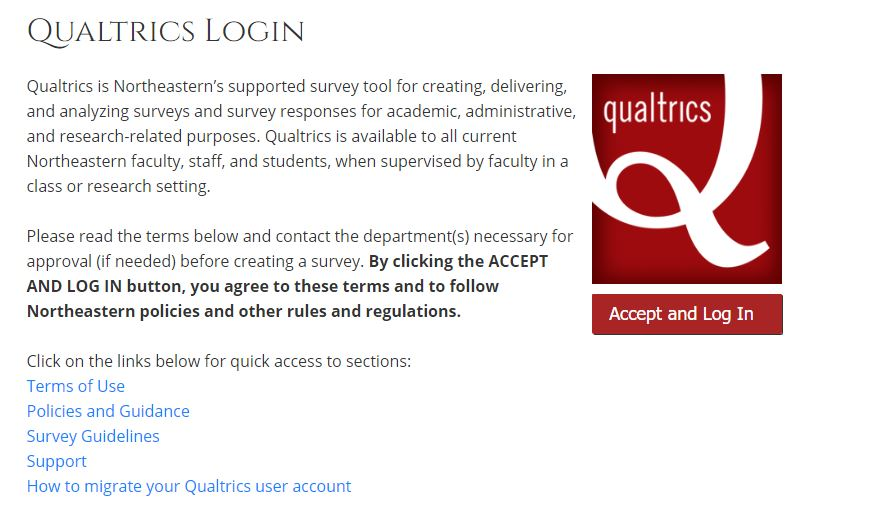 QUALTRICS LOGIN
Qualtrics is Northeastern’s supported survey tool for creating, delivering,
and analyzing surveys and survey responses for academic, administrative,
and research-related purposes. Qualtrics is available to all current
Northeastern faculty, staff, and students, when supervised by faculty in a
class or research setting.
Please read the terms below and contact the department(s) necessary for
approval (if needed) before creating a survey. By clicking the ACCEPT
AND LOG IN button, you agree to these terms and to follow
Northeastern policies and other rules and regulations.
Click on the links below for quick access to sections:
Terms of Use
Policies and Guidance
Survey Guidelines
Support
How to migrate your Qualtrics user account
qualtrics
Q
Accept and Log In